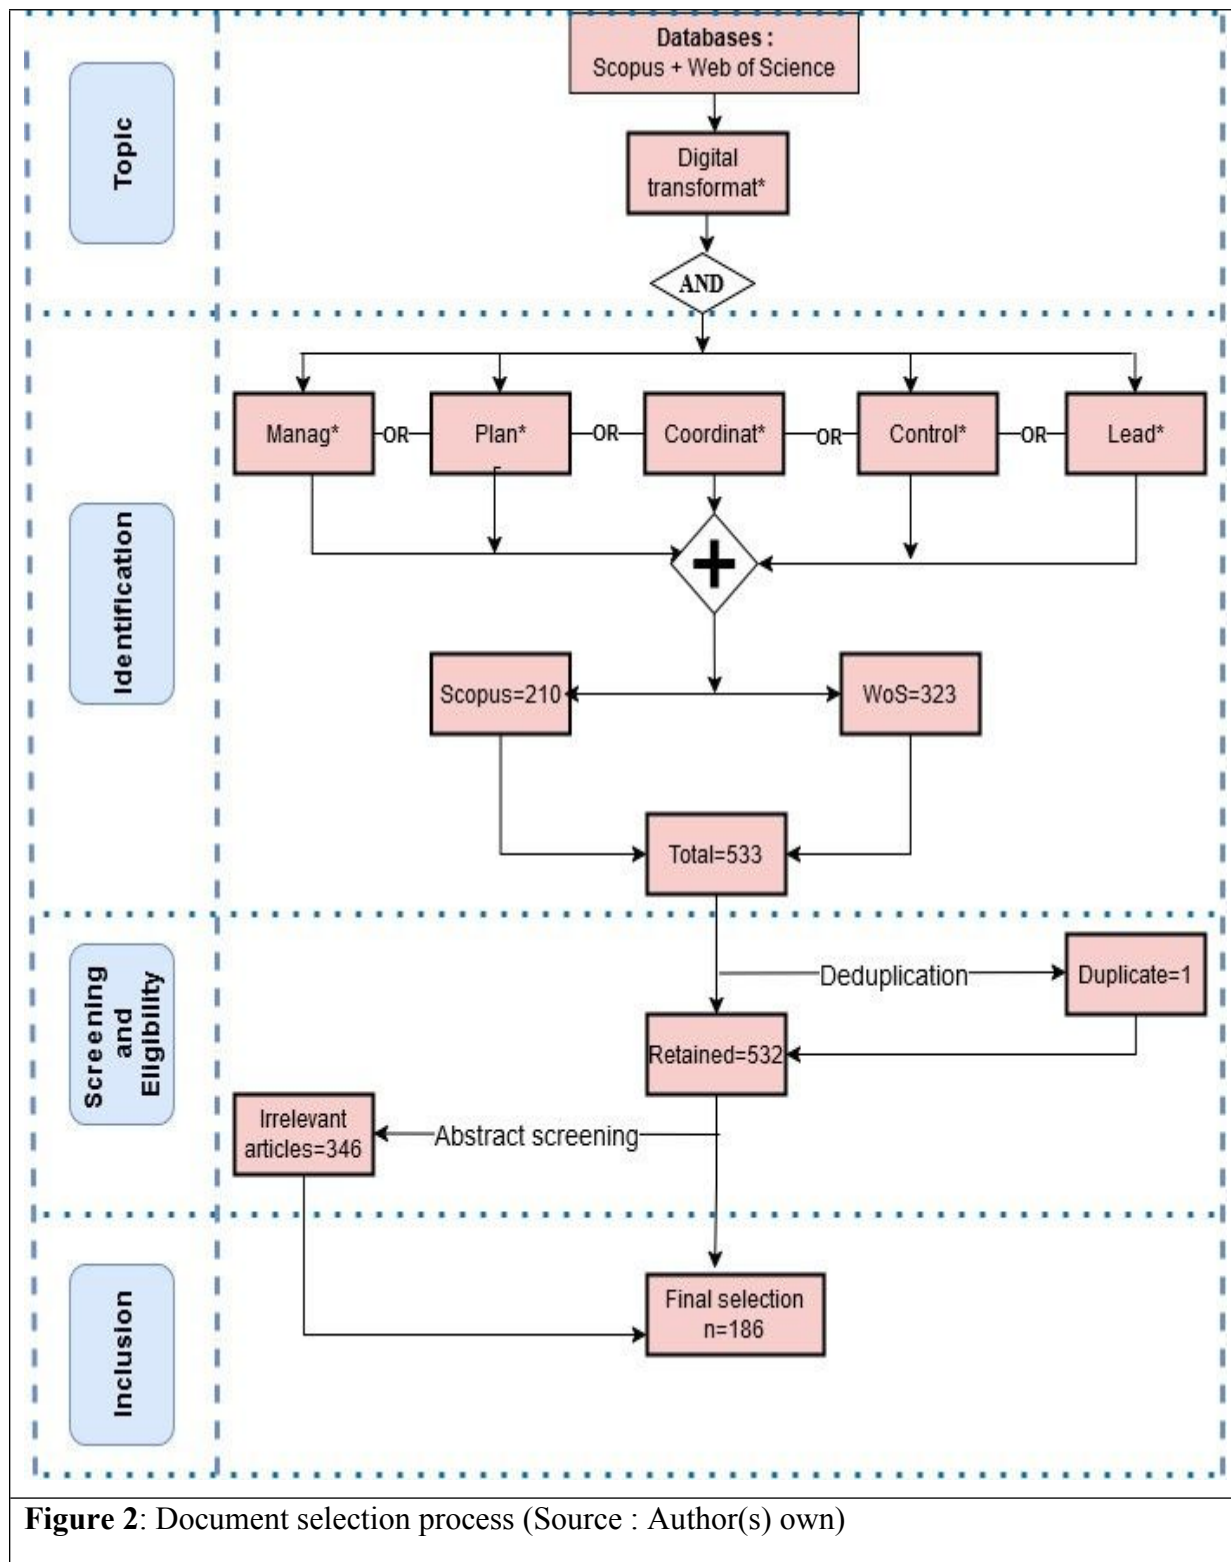 Databases :
Scopus + Web of Science
Topic
Digital
transformat*
AND
Identification
Manag*
OR
Plan*
OR
Coordinat*
OR
Control*
OR
Lead*
Scopus=210
WoS=323
Total=533
Screening
and
Eligibility
Deduplication
Duplicate=1
Retained=532
Irrelevant
articles=346
Abstract screening
Inclusion
Final selection
n=186
Figure 2: Document selection process (Source : Author(s) own)